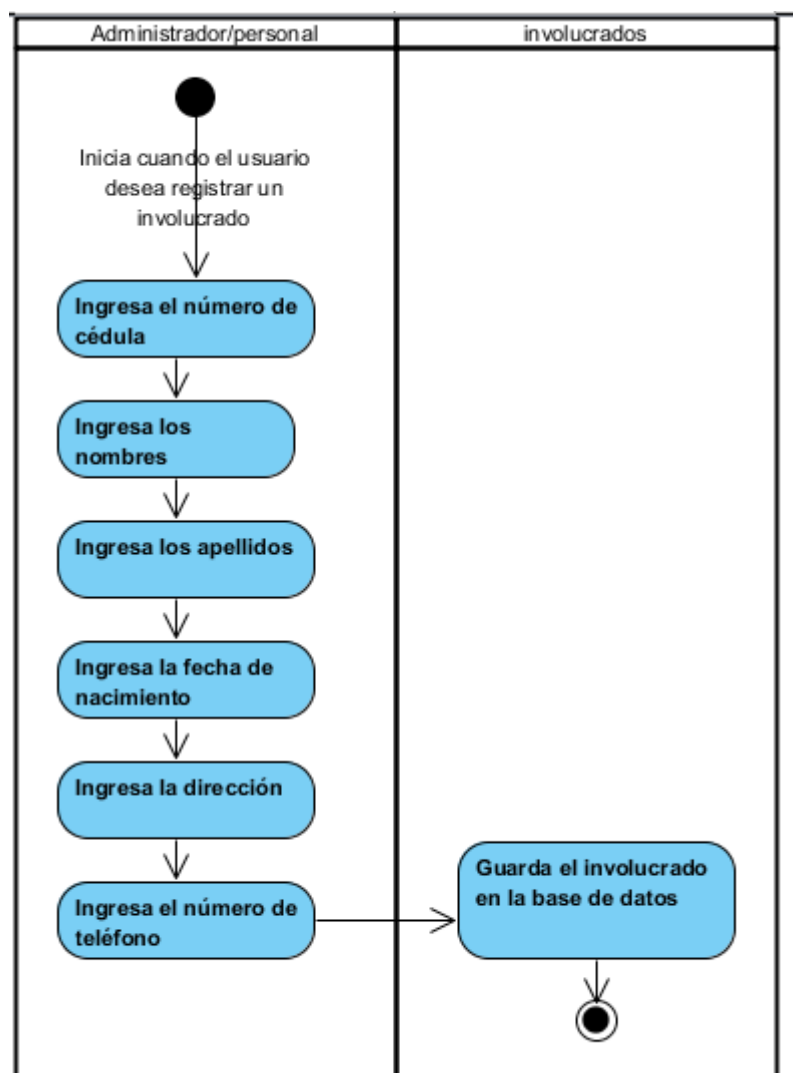 Administrador/personal
involucrados
Inicia cuando el usuario
desea registrar un
involucrado
Ingresa el número de
cédula
Ingresa los
nombres
Ingresa los apellidos
Ingresa la fecha de
nacimiento
Ingresa la dirección
Ingresa el número de
teléfono
Guarda el involucrado
en la base de datos